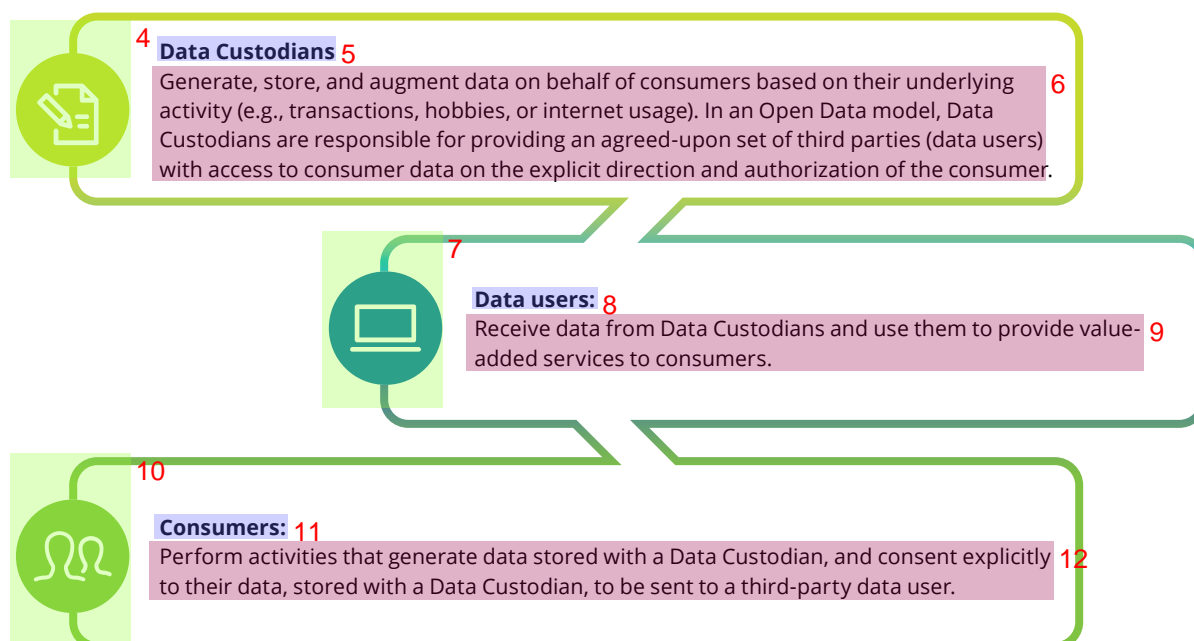 4
Data Custodians 5
Generate, store, and augment data on behalf of consumers based on their underlying 6
activity (e.g., transactions, hobbies, or internet usage). In an Open Data model, Data
Custodians are responsible for providing an agreed-upon set of third parties (data users)
with access to consumer data on the explicit direction and authorization of the consumer.
7
Data users: 8
Receive data from Data Custodians and use them to provide value- 9
added services to consumers.
10
Consumers: 11
Perform activities that generate data stored with a Data Custodian, and consent explicitly 12
to their data, stored with a Data Custodian, to be sent to a third-party data user.